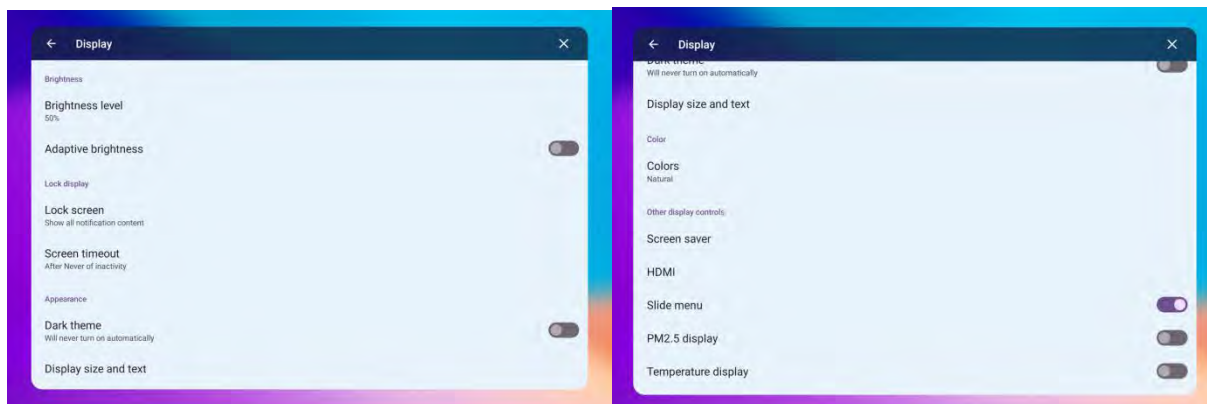 Display
Brightness
Brightness level
50%
Adaptive brightness
Lock display
Lock screen
Show all notification content
Screen timeout
After Never of inactivity
Appearance
Dark theme
Will never turn on automatically
Display size and text
Display
Dark theme
Will never turn on automatically
Display size and text
Color
Colors
Natural
Other display controls
Screen saver
HDMI
Slide menu
PM2.5 display
Temperature display